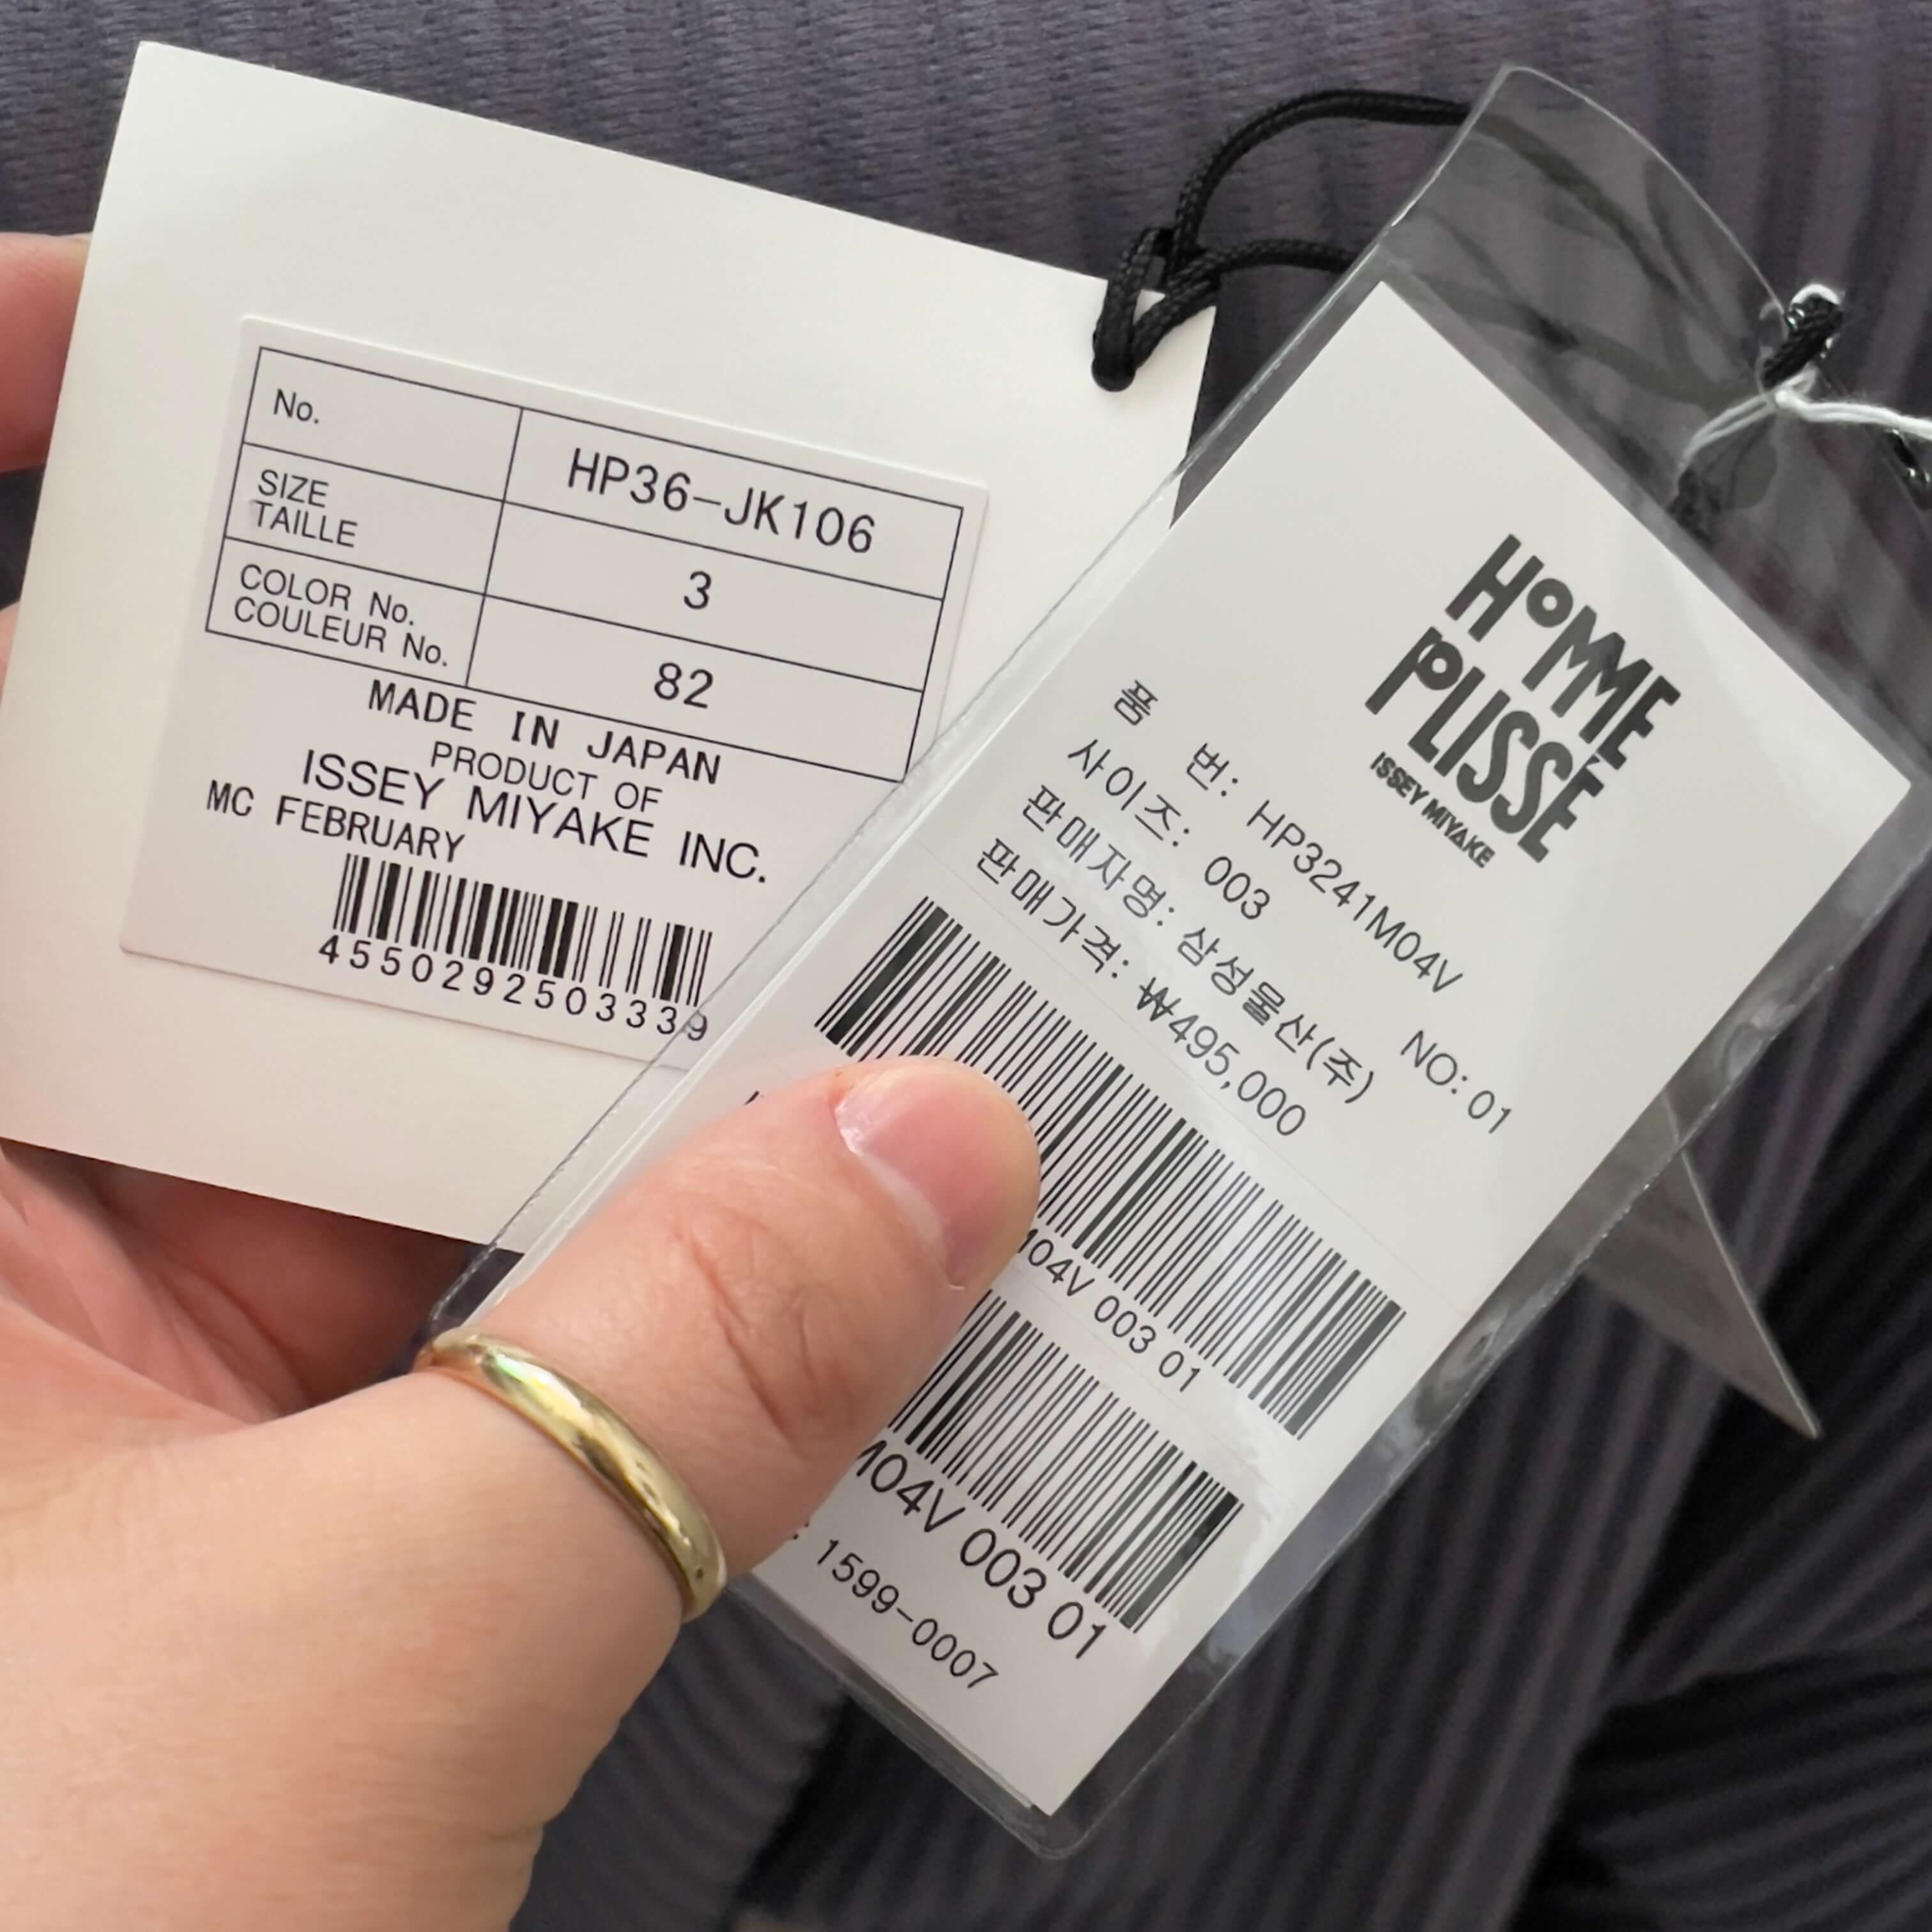 No. HP36-JK106
SIZE
TAILLE 3
COLOR No.
COULEUR No. 82
MADE IN JAPAN
PRODUCT OF
ISSEY MIYAKE INC.
MC FEBRUARY
4550292503339
HOMME
PLISSÉ
ISSEY MIYAKE
품 번: HP3241M04V NO: 01
사이즈: 003
판매자명: 삼성물산(주)
판매가격: ₩495,000
M04V 003 01
M04V 003 01
1599-0007